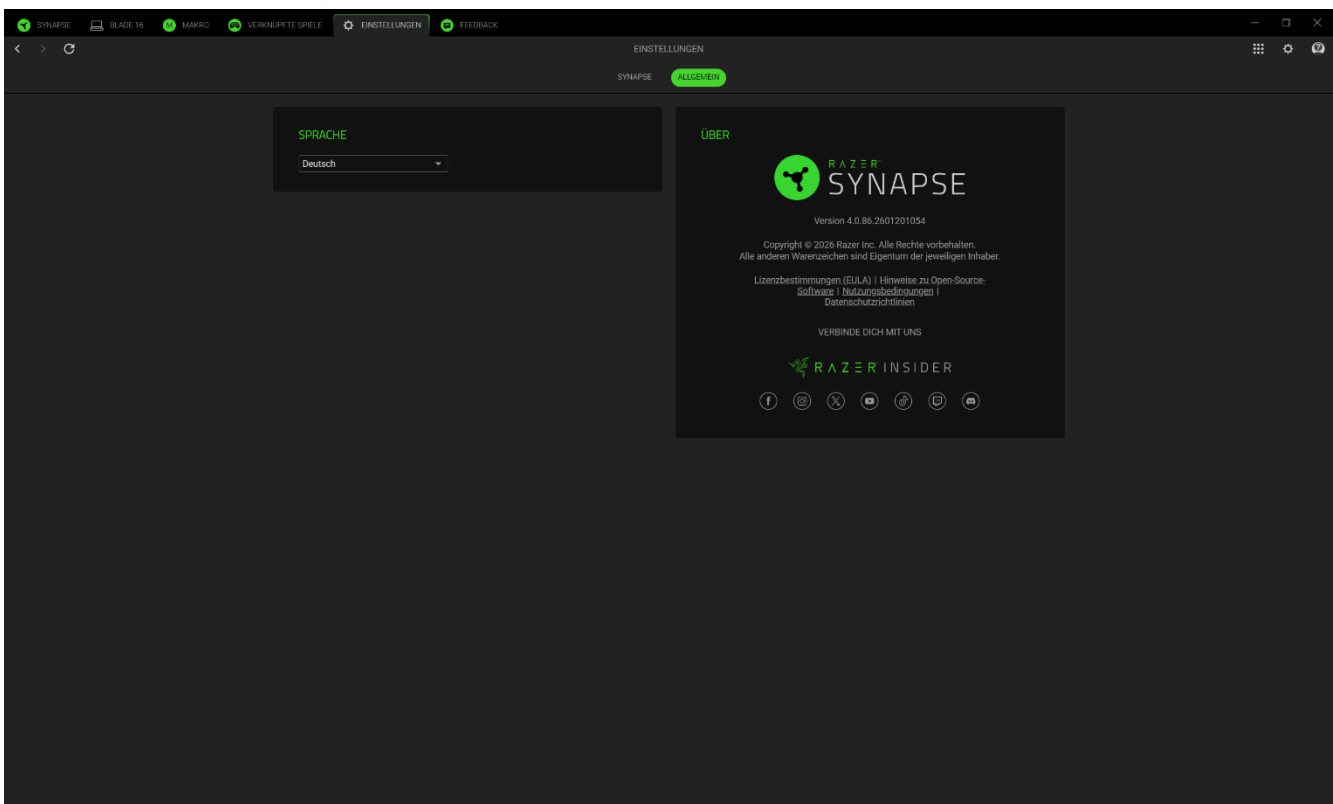 SYNAPSE BLADE 16 MAKRO VERKNÜPFTE SPIELE EINSTELLUNGEN FEEDBACK
EINSTELLUNGEN
SYNAPSE ALLGEMEIN
SPRACHE
Deutsch
ÜBER
RAZER
SYNAPSE
Version 4.0.86.2601201054
Copyright © 2026 Razer Inc. Alle Rechte vorbehalten.
Alle anderen Warenzeichen sind Eigentum der jeweiligen Inhaber.
Lizenzbestimmungen (EULA) | Hinweise zu Open-Source-
Software | Nutzungsbedingungen |
Datenschutzrichtlinien
VERBINDE DICH MIT UNS
RAZER INSIDER